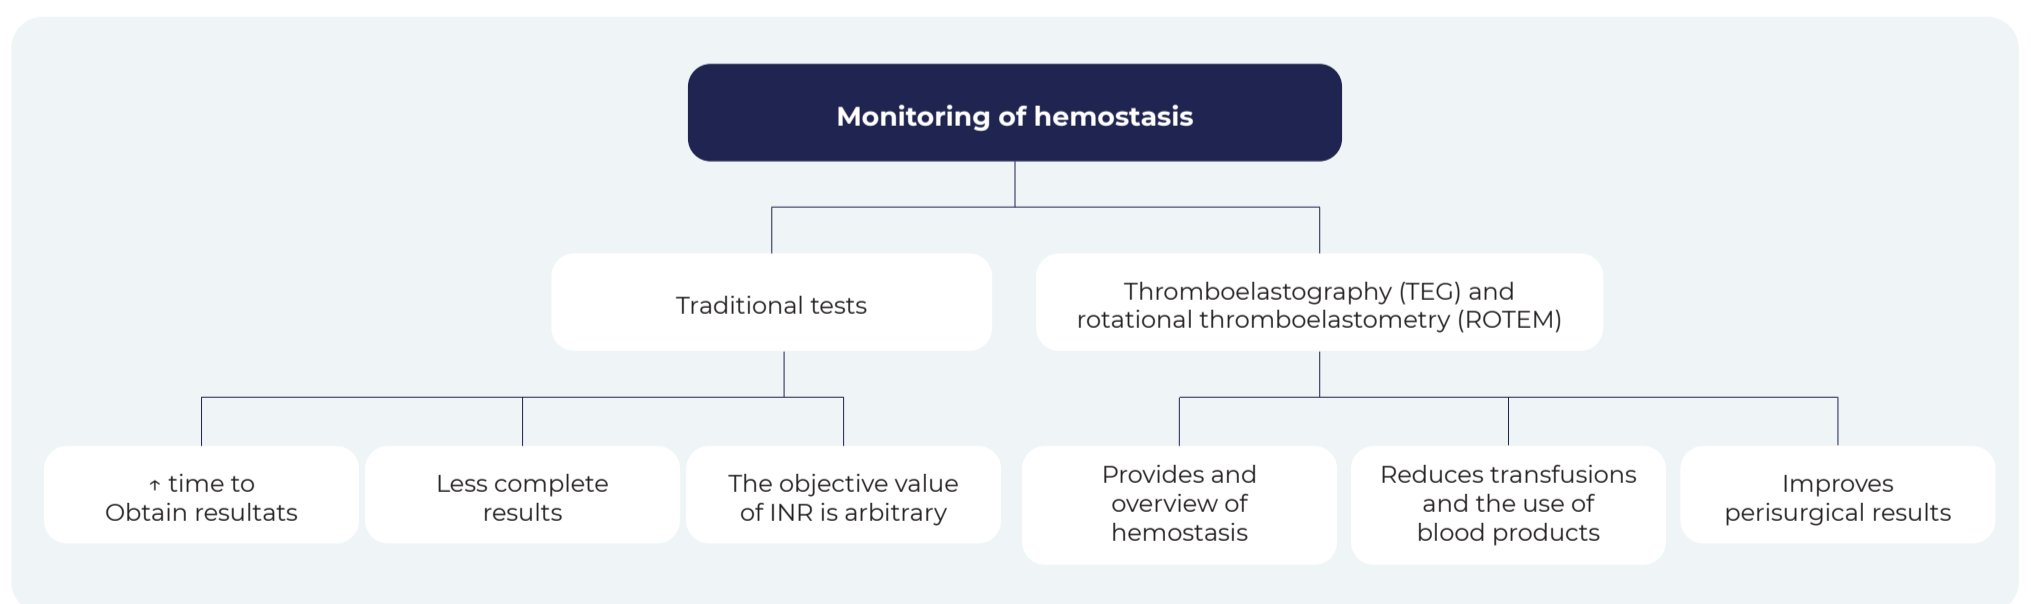 Monitoring of hemostasis
Traditional tests
Thromboelastography (TEG) and
rotational thromboelastometry (ROTEM)
↑ time to
Obtain resultats
Less complete
results
The objective value
of INR is arbitrary
Provides and
overview of
hemostasis
Reduces transfusions
and the use of
blood products
Improves
perisurgical results